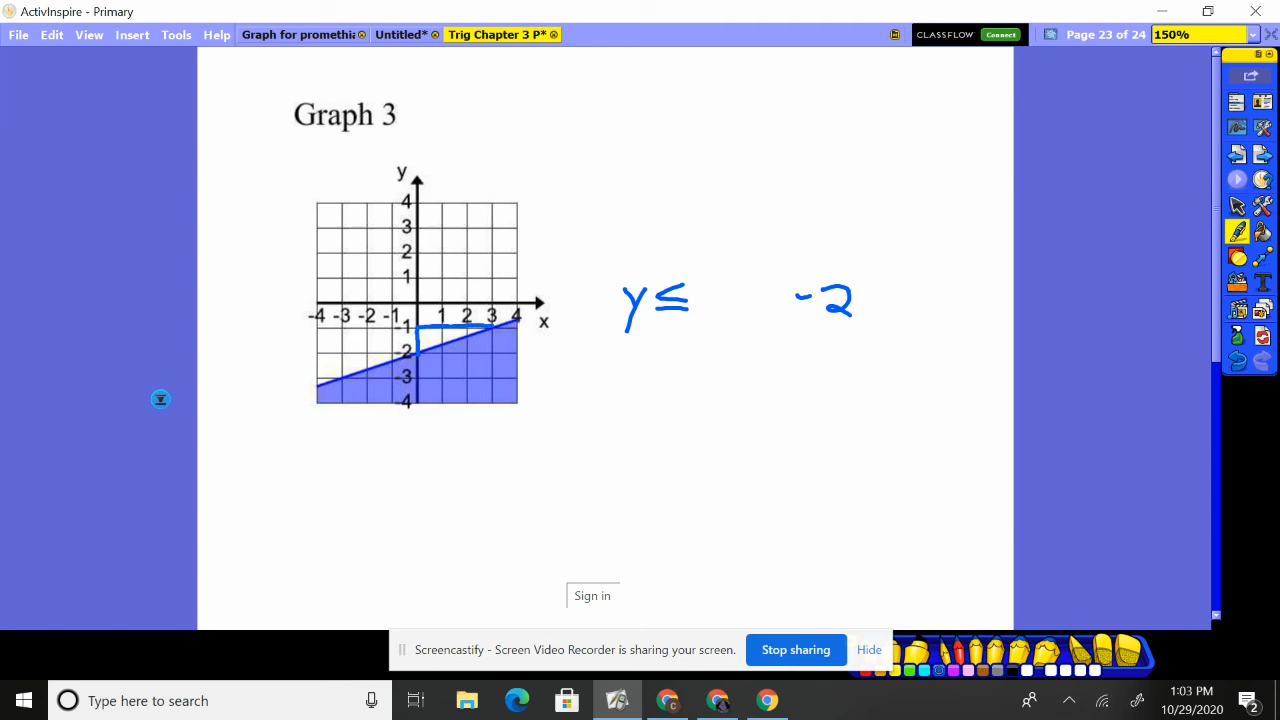 ActivInspire - Primary
File Edit View Insert Tools Help Graph for promethia Untitled* Trig Chapter 3 P* CLASSFLOW Connect Page 23 of 24 150%
Graph 3
y
4
3
2
1
-4 -3 -2 -1 1 2 3 4
x
-1
-2
-3
-4
y ≤ -2
Sign in
Screencastify - Screen Video Recorder is sharing your screen. Stop sharing Hide
Type here to search
1:03 PM
10/29/2020
2